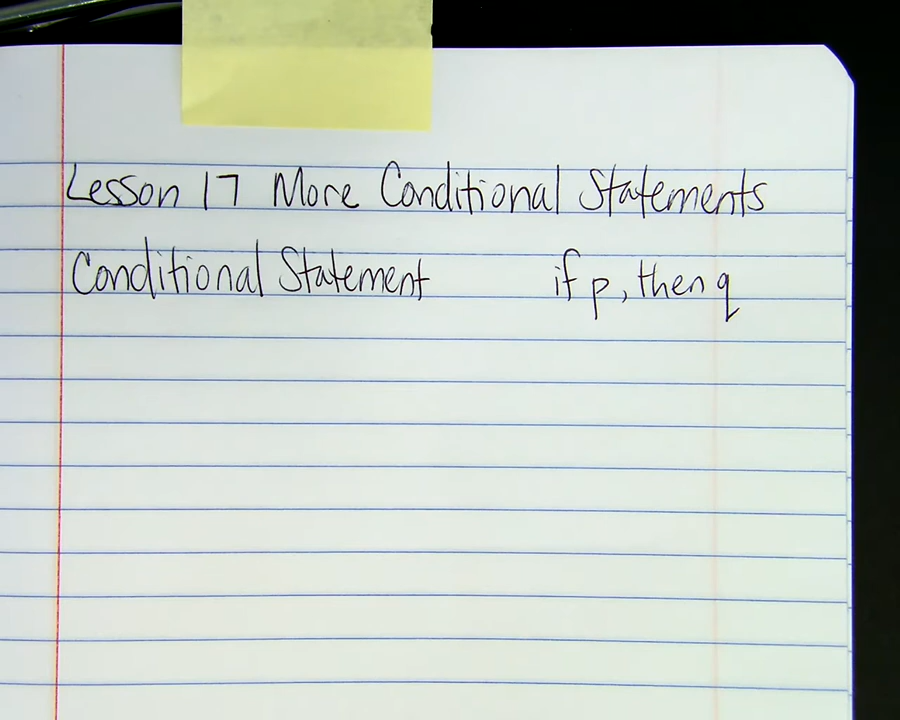 Lesson 17 More Conditional Statements
Conditional Statement if p, then q